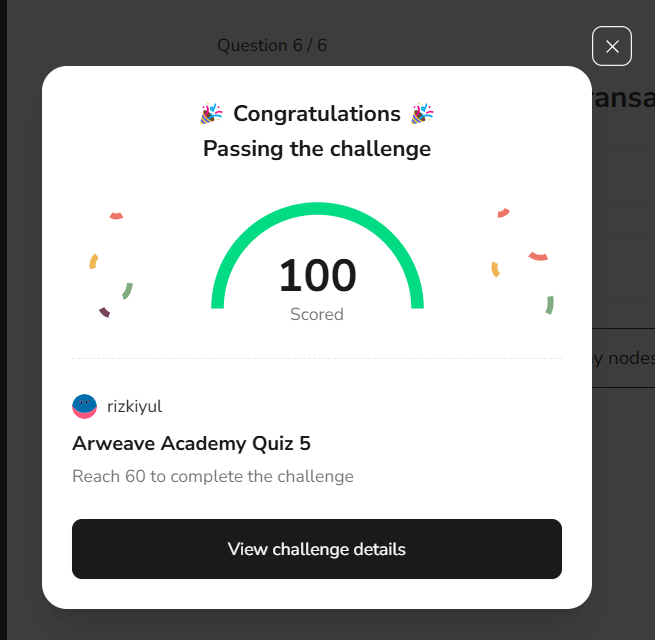 Question 6 / 6
ransa
🎉 Congratulations 🎉
Passing the challenge
100
Scored
y nodes
rizkiyul
Arweave Academy Quiz 5
Reach 60 to complete the challenge
View challenge details